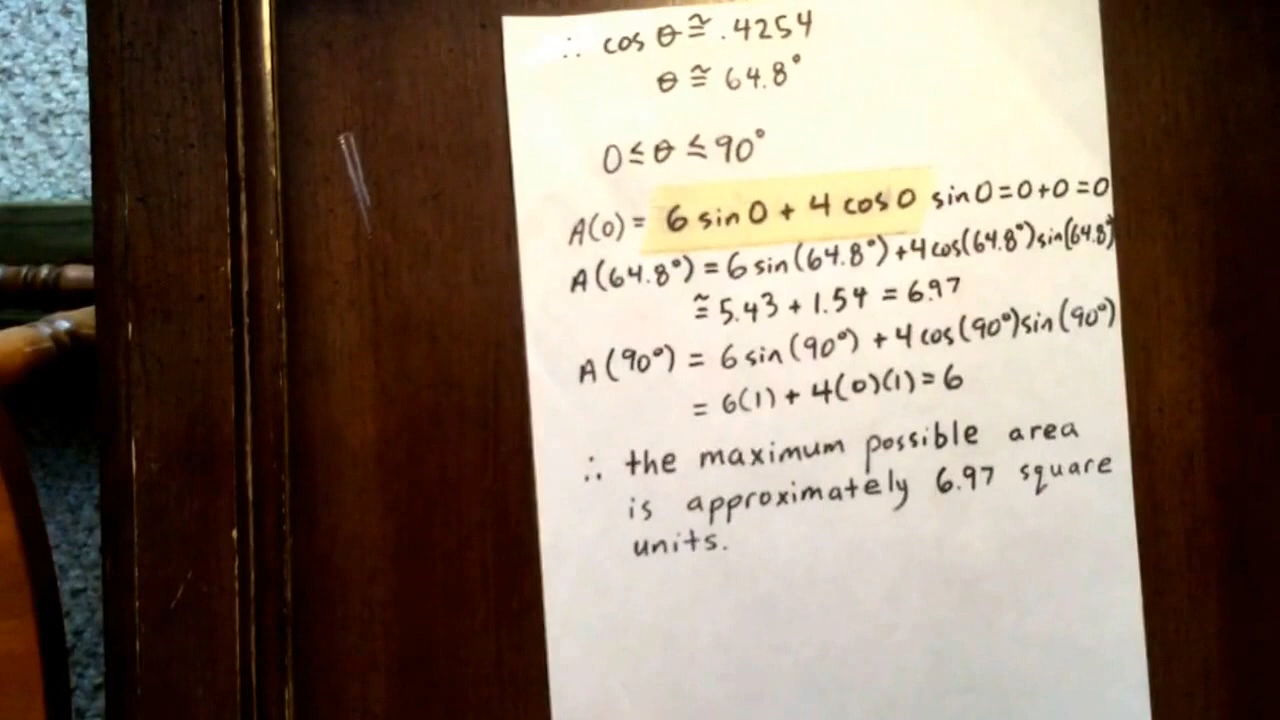 ∴ cos θ ≅ .4254
θ ≅ 64.8°
0 ≤ θ ≤ 90°
A(0) = 6 sin 0 + 4 cos 0 sin 0 = 0 + 0 = 0
A(64.8°) = 6 sin(64.8°) + 4 cos(64.8°) sin(64.8°)
≅ 5.43 + 1.54 = 6.97
A(90°) = 6 sin(90°) + 4 cos(90°) sin(90°)
= 6(1) + 4(0)(1) = 6
∴ the maximum possible area
is approximately 6.97 square
units.